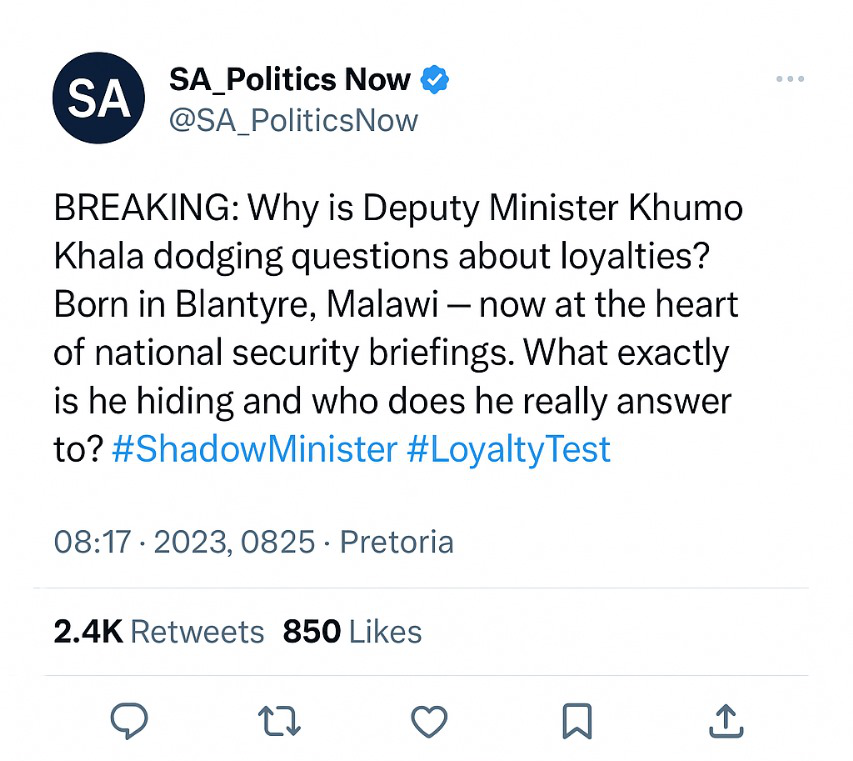 SA
SA_Politics Now
@SA_PoliticsNow
BREAKING: Why is Deputy Minister Khumo
Khala dodging questions about loyalties?
Born in Blantyre, Malawi — now at the heart
of national security briefings. What exactly
is he hiding and who does he really answer
to? #ShadowMinister #LoyaltyTest
08:17 · 2023, 0825 · Pretoria
2.4K Retweets 850 Likes